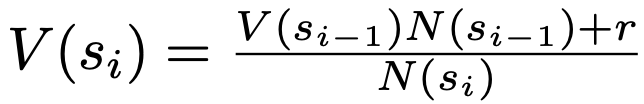 V(s_i) = \frac{V(s_{i-1})N(s_{i-1})+r}{N(s_i)}